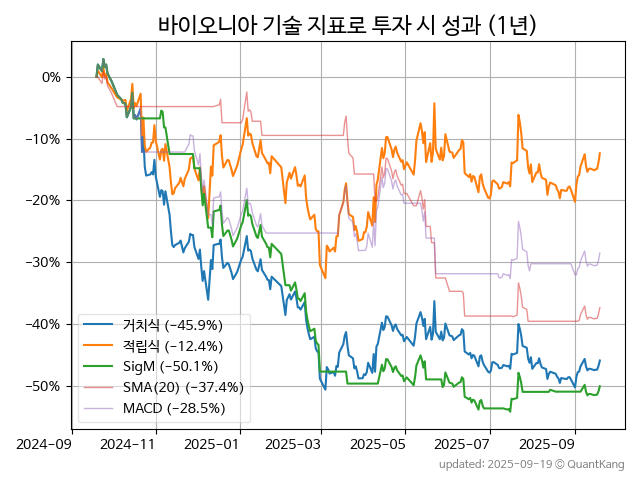 바이오니아 기술 지표로 투자 시 성과 (1년)
0%
−10%
−20%
−30%
−40%
−50%
거치식 (−45.9%)
적립식 (−12.4%)
SigM (−50.1%)
SMA(20) (−37.4%)
MACD (−28.5%)
2024-09 2024-11 2025-01 2025-03 2025-05 2025-07 2025-09
updated: 2025-09-19 © QuantKang